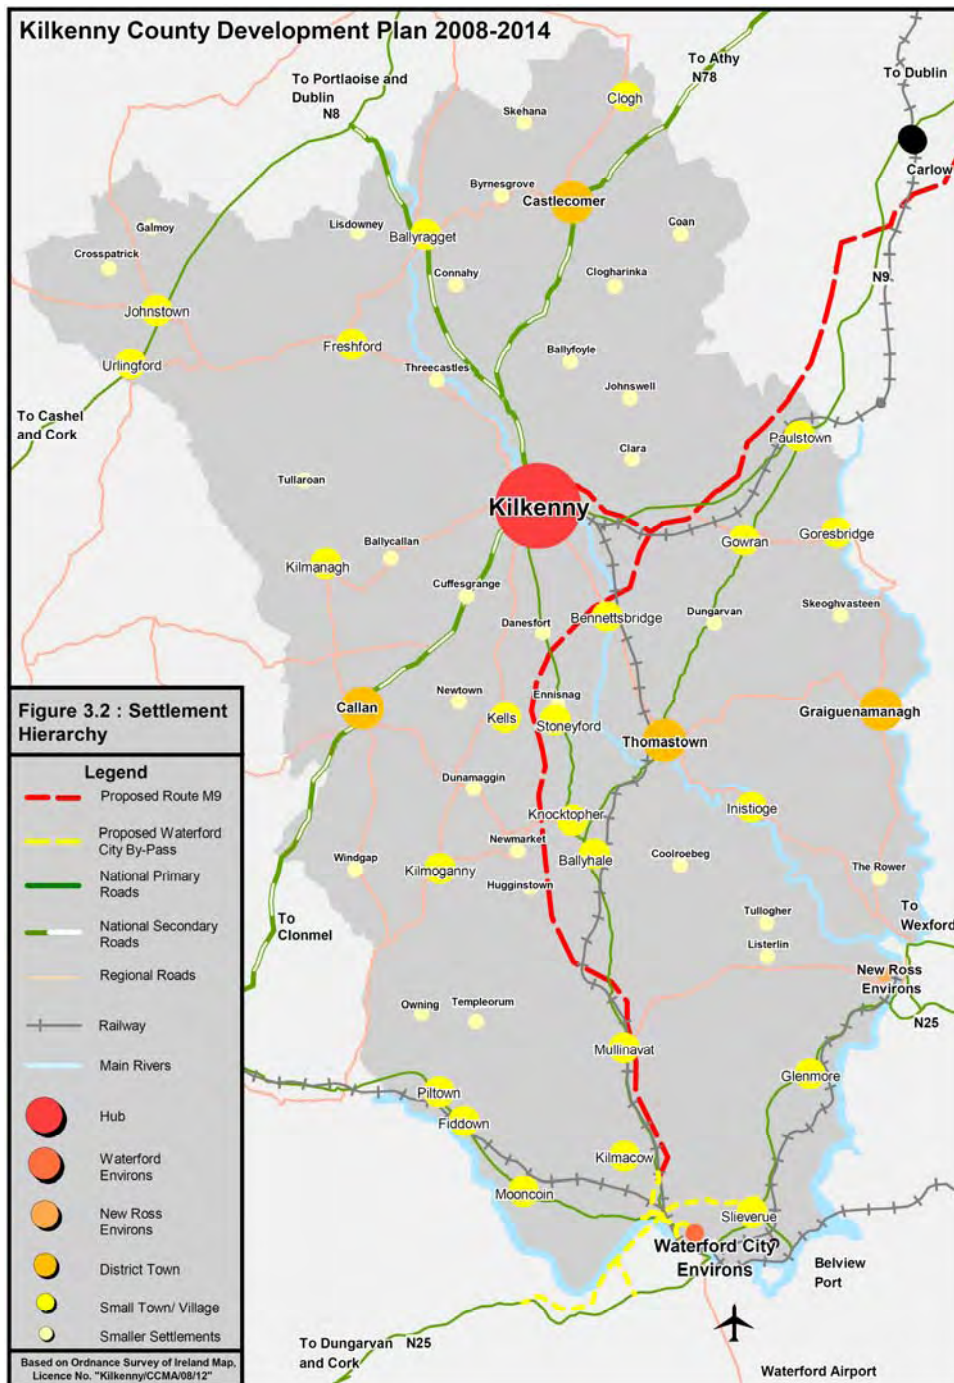 Kilkenny County Development Plan 2008-2014
To Portlaoise and
Dublin
N8
To Athy
N78
To Dublin
Clogh
Skehana
Carlow
Byrnesgrove
Castlecomer
Galmoy
Lisdowney
Ballyragget
Coan
Crosspatrick
Connahy
Clogharinka
N9
Johnstown
Freshford
Ballyfoyle
Urlingford
Threecastles
Johnswell
To Cashel
and Cork
Paulstown
Clara
Tullaroan
Kilkenny
Goresbridge
Gowran
Ballycallan
Kilmanagh
Cuffesgrange
Skeoghvasteen
Dungarvan
Bennettsbridge
Danesfort
Ennisnag
Newtown
Callan
Kells
Stoneyford
Graiguenamanagh
Thomastown
Dunamaggin
Inistioge
Knocktopher
Newmarket
Windgap
Ballyhale
Coolroebeg
Kilmoganny
The Rower
Hugginstown
To
Clonmel
Tullogher
To
Wexford
Listerlin
New Ross
Environs
Owning
Templeorum
N25
Mullinavat
Glenmore
Piltown
Fiddown
Kilmacow
Mooncoin
Slieverue
Waterford City
Environs
Belview
Port
To Dungarvan
and Cork
N25
Waterford Airport
Figure 3.2 : Settlement
Hierarchy
Legend
Proposed Route M9
Proposed Waterford
City By-Pass
National Primary
Roads
National Secondary
Roads
Regional Roads
Railway
Main Rivers
Hub
Waterford
Environs
New Ross
Environs
District Town
Small Town/ Village
Smaller Settlements
Based on Ordnance Survey of Ireland Map,
Licence No. "Kilkenny/CCMA/08/12"